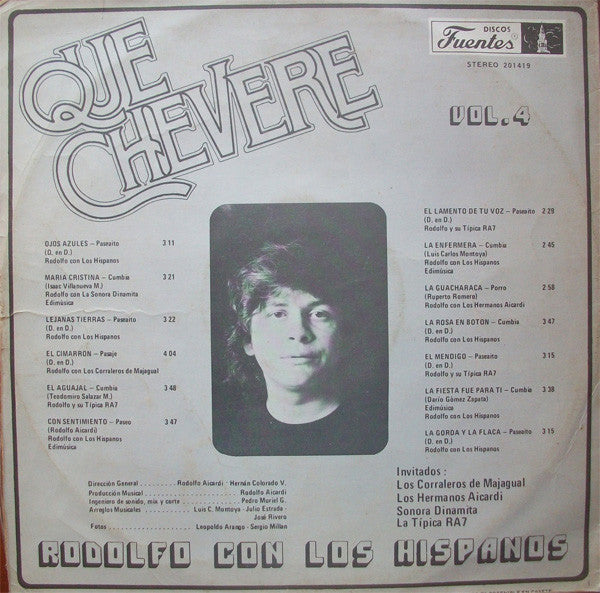 QUE
CHEVERE
DISCOS
Fuentes
STEREO 201419
VOL.4
OJOS AZULES – Paseaito 3 11
(D. en D.)
Rodolfo con Los Hispanos
MARIA CRISTINA – Cumbia 3 21
(Isaac Villanueva M.)
Rodolfo con La Sonora Dinamita
Edimúsica
LEJANAS TIERRAS – Paseaito 3 22
(D. en D.)
Rodolfo con Los Hispanos
EL CIMARRON – Pasaje 4 04
(D. en D.)
Rodolfo con Los Corraleros de Majagual
EL AGUAJAL – Cumbia 3 48
(Teodomiro Salazar M.)
Rodolfo y su Típica RA7
CON SENTIMIENTO – Paseo 3 47
(Rodolfo Aicardi)
Rodolfo con Los Hispanos
Edimúsica
EL LAMENTO DE TU VOZ – Paseaito 2 28
(D. en D.)
Rodolfo y su Típica RA7
LA ENFERMERA – Cumbia 2 45
(Luis Carlos Montoya)
Rodolfo con Los Hispanos
Edimúsica
LA GUACHARACA – Porro 2 58
(Ruperto Romero)
Rodolfo con Los Hermanos Aicardi
LA ROSA EN BOTON – Cumbia 3 47
(D. en D.)
Rodolfo con Los Hispanos
EL MENDIGO – Paseaito 3 15
(D. en D.)
Rodolfo y su Típica RA7
LA FIESTA FUE PARA TI – Cumbia 3 38
(Darío Gómez Zapata)
Edimúsica
Rodolfo con Los Hispanos
LA GORDA Y LA FLACA – Paseaito 3 15
(D. en D.)
Rodolfo con Los Hispanos
Dirección General . . . . . . . . Rodolfo Aicardi - Hernán Colorado V.
Producción Musical . . . . . . . . Rodolfo Aicardi
Ingeniero de sonido, mix y corte . . . . . . . . Pedro Muriel G.
Arreglos Musicales . . . . . . . . Luis C. Montoya - Julio Estrada -
José Rivero
Fotos . . . . . . . . Leopoldo Arango - Sergio Millan
Invitados :
Los Corraleros de Majagual
Los Hermanos Aicardi
Sonora Dinamita
La Típica RA7
RODOLFO CON LOS HISPANOS